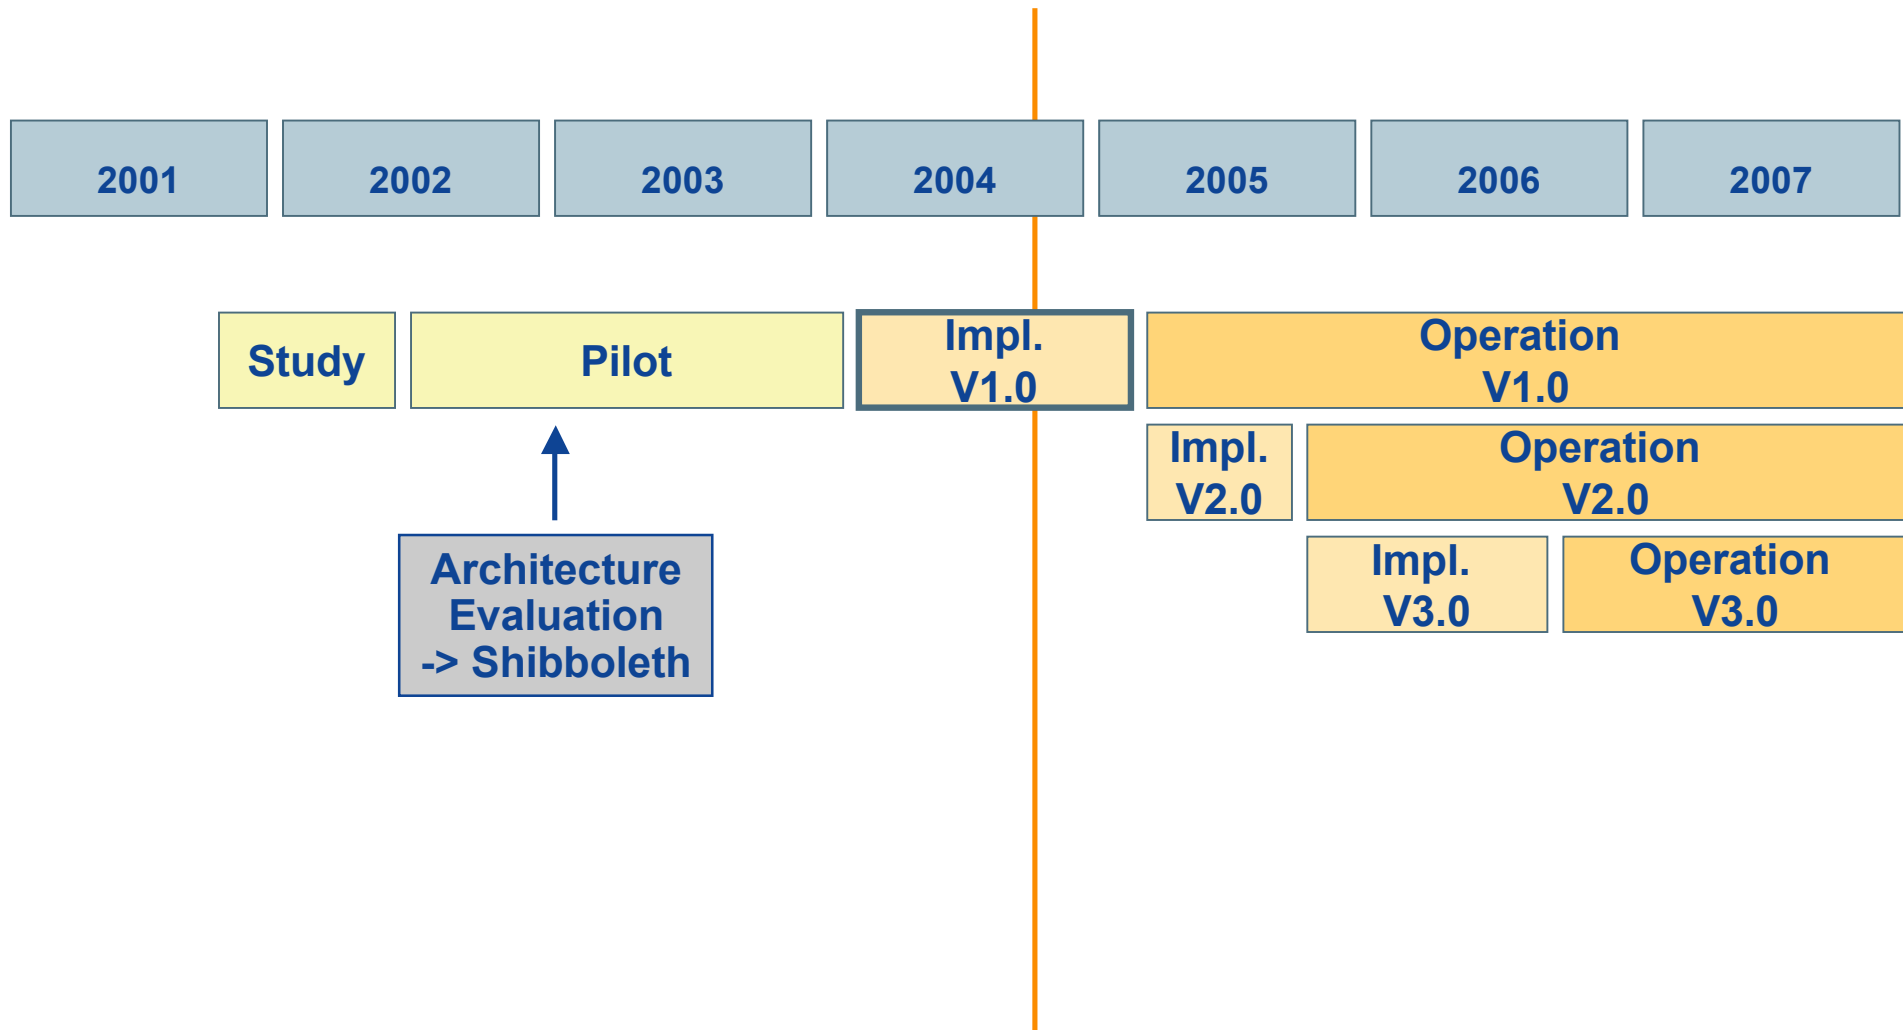 2001
2002
2003
2004
2005
2006
2007
Study
Pilot
Impl.
V1.0
Operation
V1.0
Impl.
V2.0
Operation
V2.0
Impl.
V3.0
Operation
V3.0
Architecture
Evaluation
-> Shibboleth